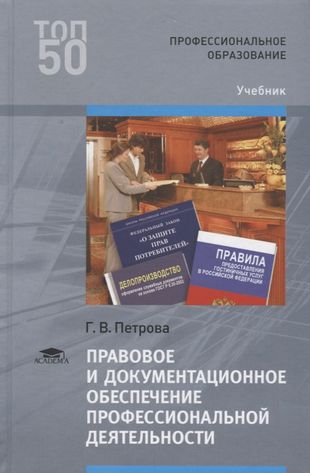 ТОП
50
ПРОФЕССИОНАЛЬНОЕ
ОБРАЗОВАНИЕ
Учебник
ФЕДЕРАЛЬНЫЙ ЗАКОН
«О ЗАЩИТЕ
ПРАВ
ПОТРЕБИТЕЛЕЙ»
ДЕЛОПРОИЗВОДСТВО
ПРАВИЛА
ПРЕДОСТАВЛЕНИЯ
ГОСТИНИЧНЫХ УСЛУГ
В РОССИЙСКОЙ ФЕДЕРАЦИИ
Г. В. Петрова
ACADEMA
ПРАВОВОЕ
И ДОКУМЕНТАЦИОННОЕ
ОБЕСПЕЧЕНИЕ
ПРОФЕССИОНАЛЬНОЙ
ДЕЯТЕЛЬНОСТИ